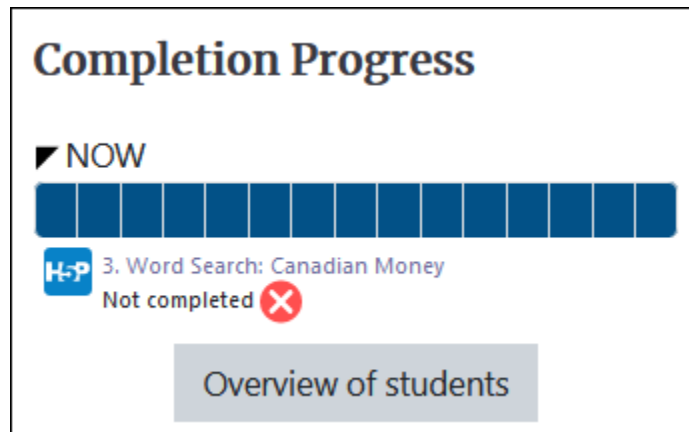 Completion Progress
NOW
H5P 3. Word Search: Canadian Money
Not completed
Overview of students